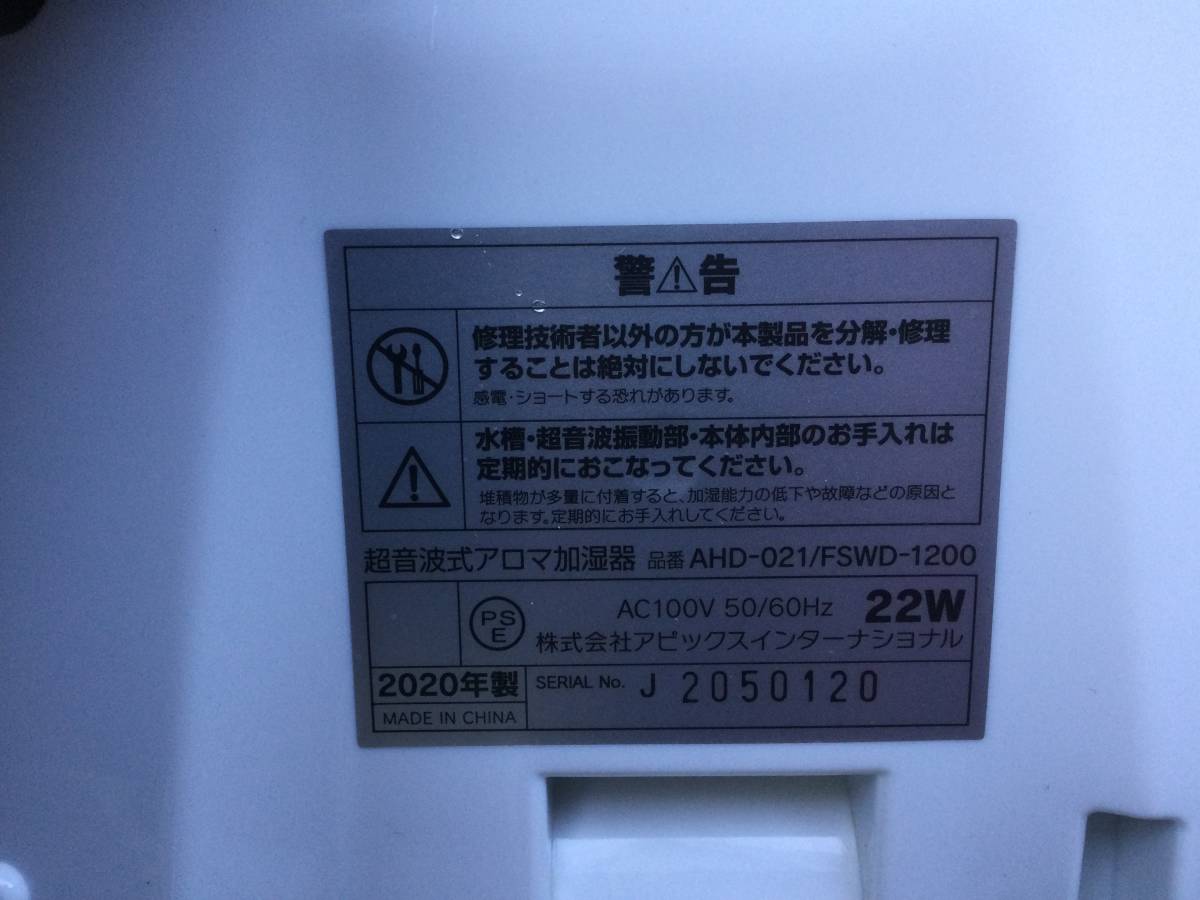 警告
修理技術者以外の方が本製品を分解・修理
することは絶対にしないでください。
感電・ショートする恐れがあります。
水槽・超音波振動部・本体内部のお手入れは
定期的におこなってください。
堆積物が多量に付着すると、加湿能力の低下や故障などの原因と
なります。定期的にお手入れしてください。
超音波式アロマ加湿器 品番 AHD-021/FSWD-1200
PS
E
AC100V 50/60Hz 22W
株式会社アピックスインターナショナル
2020年製
MADE IN CHINA
SERIAL No. J 2050120